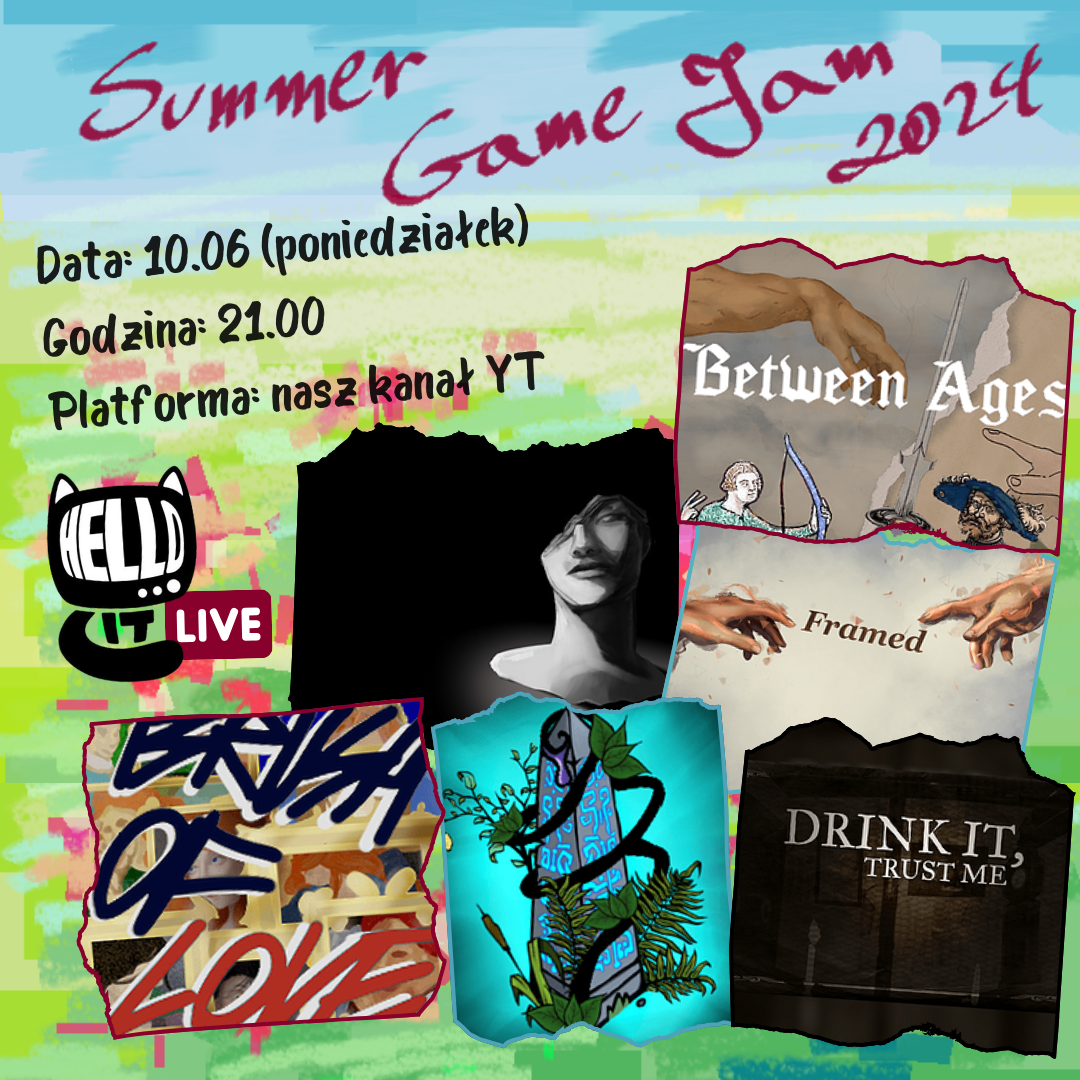 Summer
Game Jam
2024
Data: 10.06 (poniedziałek)
Godzina: 21.00
Platforma: nasz kanał YT
Between Ages
HELLO
IT
LIVE
Framed
BRUSH
OF
LOVE
DRINK IT,
TRUST ME